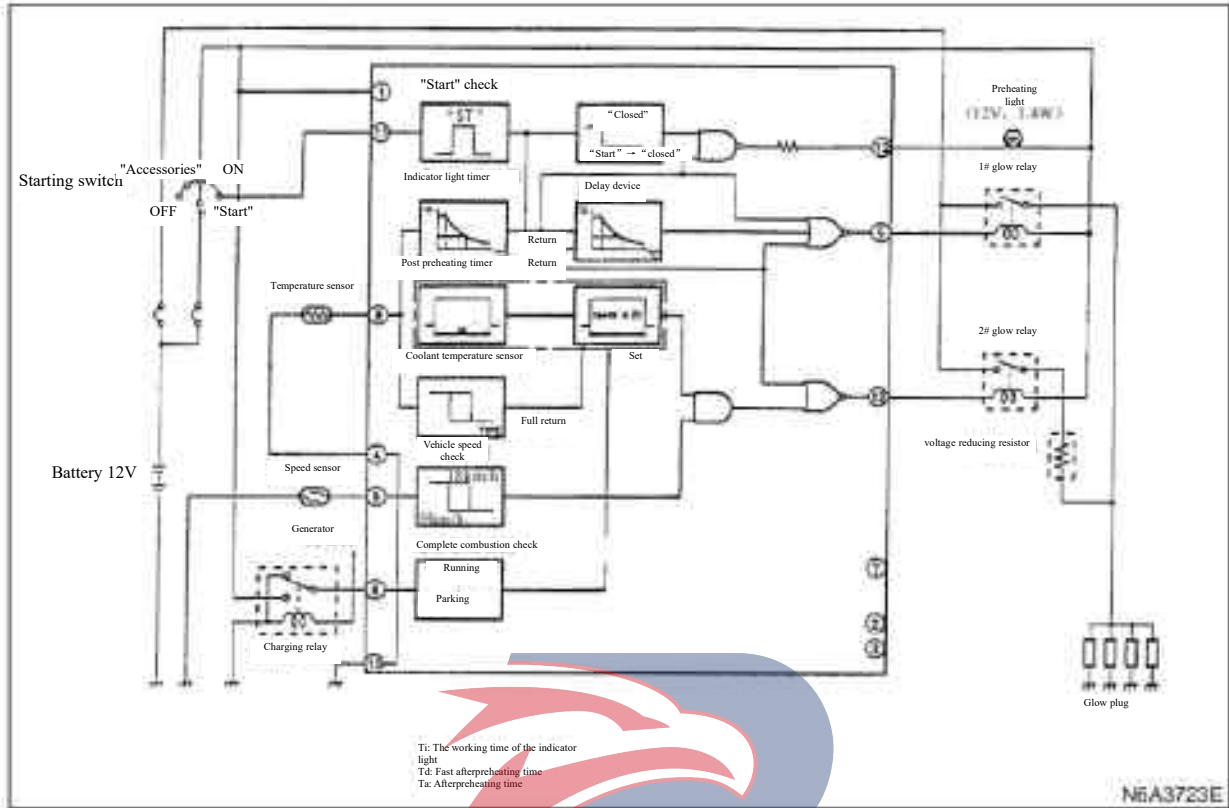 "Start" check
"ST"
"Closed"
"Start" → "closed"
Preheating
light
(12V, 1.4W)
1# glow relay
Starting switch
"Accessories"
ON
OFF
"Start"
Indicator light timer
Delay device
Return
Return
Post preheating timer
Temperature sensor
Coolant temperature sensor
Set
2# glow relay
Full return
Vehicle speed
check
voltage reducing resistor
Battery 12V
Speed sensor
Generator
Complete combustion check
Running
Parking
Charging relay
Glow plug
Ti: The working time of the indicator
light
Td: Fast afterpreheating time
Ta: Afterpreheating time
N6A3723E